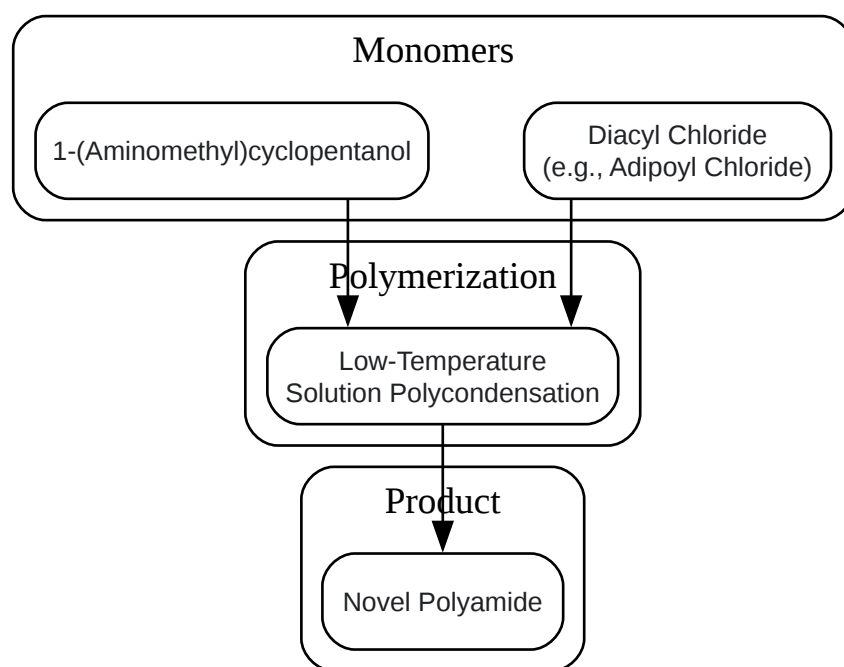 Monomers
1-(Aminomethyl)cyclopentanol
Diacyl Chloride
(e.g., Adipoyl Chloride)
Polymerization
Low-Temperature
Solution Polycondensation
Product
Novel Polyamide